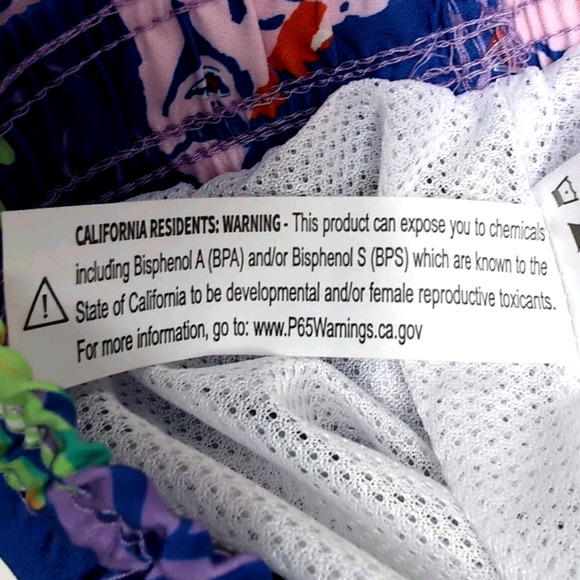 CALIFORNIA RESIDENTS: WARNING - This product can expose you to chemicals
including Bisphenol A (BPA) and/or Bisphenol S (BPS) which are known to the
State of California to be developmental and/or female reproductive toxicants.
For more information, go to: www.P65Warnings.ca.gov